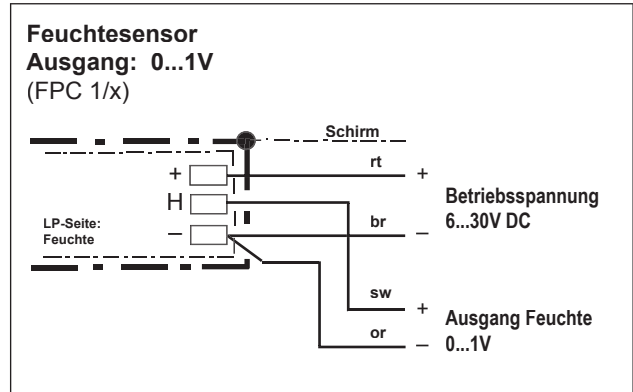 Feuchtesensor
Ausgang: 0...1V
(FPC 1/x)
Schirm
rt
+
+
H
–
LP-Seite:
Feuchte
Betriebsspannung
6...30V DC
br
–
sw
+
Ausgang Feuchte
0...1V
or
–